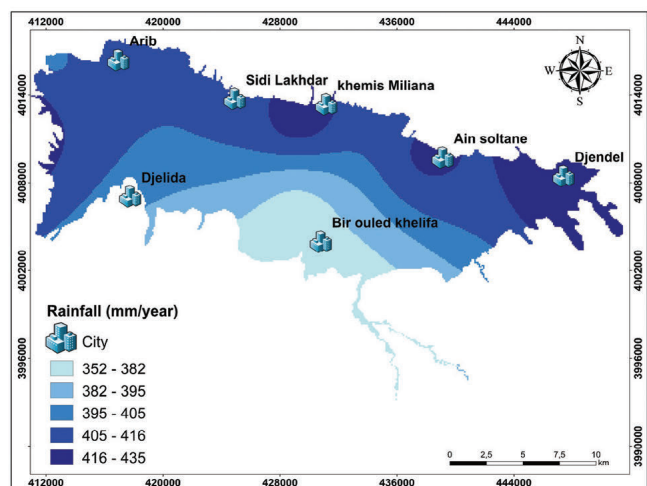 412000 420000 428000 436000 444000
Arib
N
W E
S
Sidi Lakhdar
khemis Miliana
4014000
4014000
Ain soltane
Djendel
Djelida
4008000
4008000
Bir ouled khelifa
4002000
4002000
Rainfall (mm/year)
City
352 - 382
382 - 395
395 - 405
405 - 416
416 - 435
3996000
3996000
3990000
0 2,5 5 7,5 10
km
412000 420000 428000 436000 444000